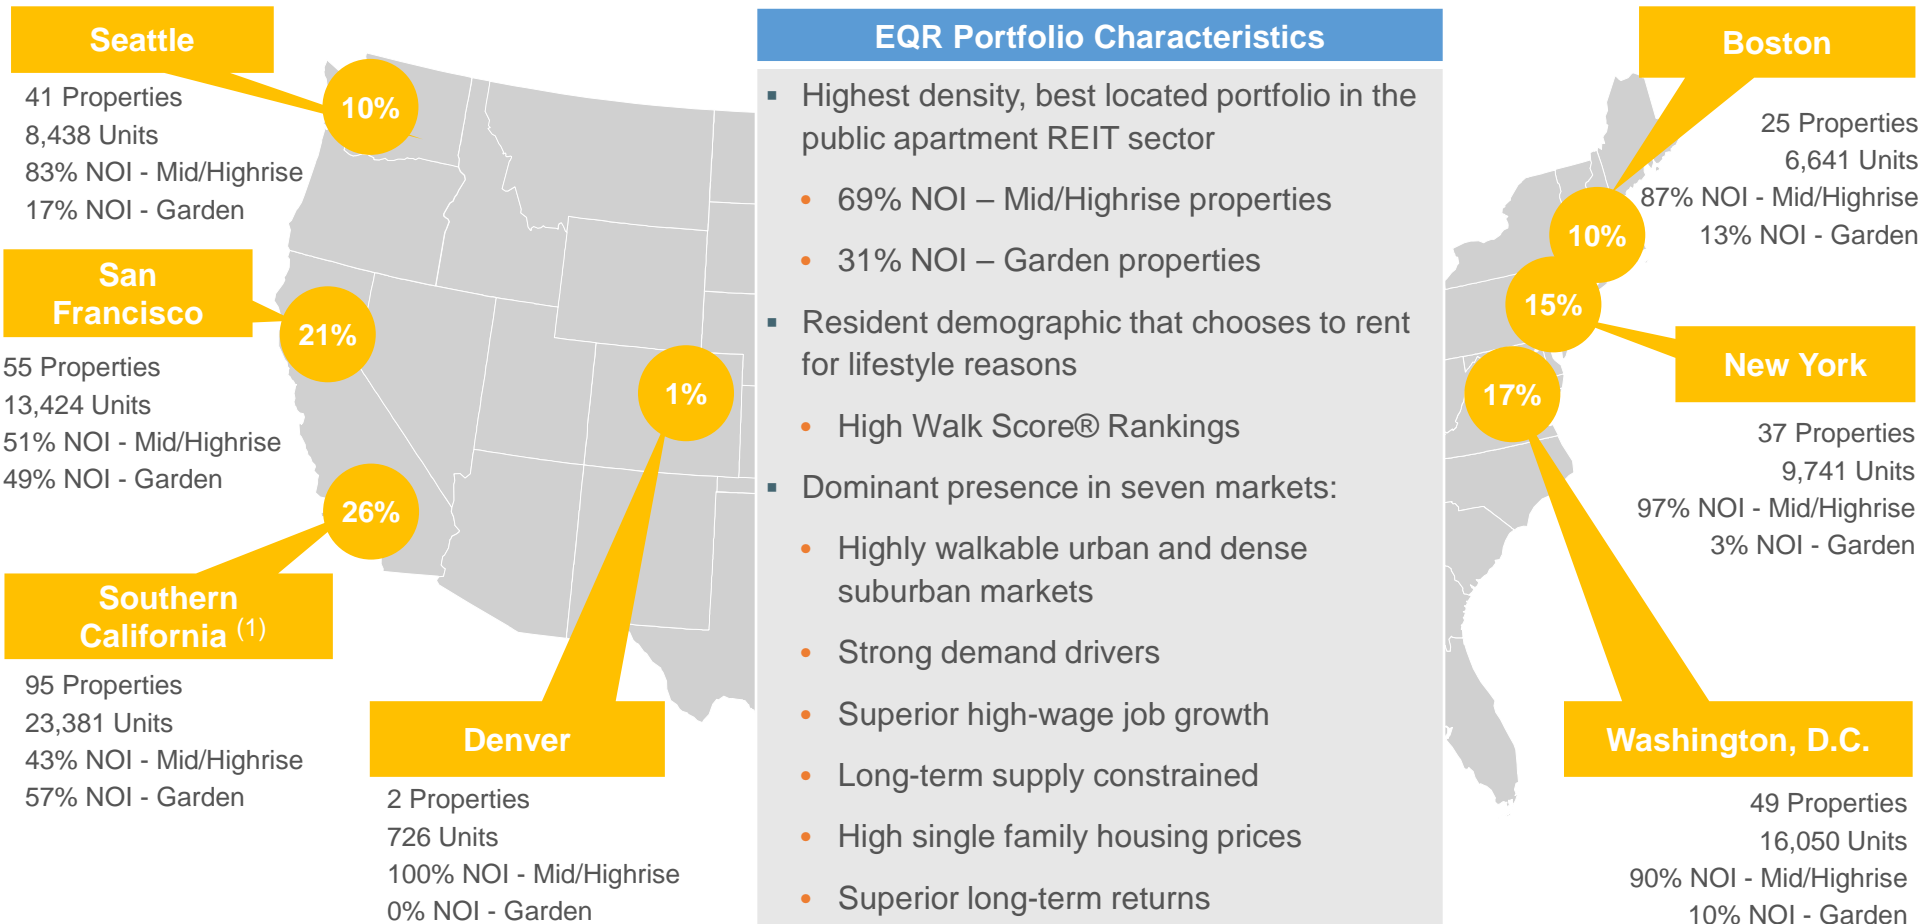 Seattle
41 Properties
8,438 Units
83% NOI - Mid/Highrise
17% NOI - Garden
10%
San
Francisco
55 Properties
13,424 Units
51% NOI - Mid/Highrise
49% NOI - Garden
21%
Southern
California (1)
95 Properties
23,381 Units
43% NOI - Mid/Highrise
57% NOI - Garden
26%
Denver
2 Properties
726 Units
100% NOI - Mid/Highrise
0% NOI - Garden
1%
EQR Portfolio Characteristics
▪ Highest density, best located portfolio in the
public apartment REIT sector
• 69% NOI – Mid/Highrise properties
• 31% NOI – Garden properties
▪ Resident demographic that chooses to rent
for lifestyle reasons
• High Walk Score® Rankings
▪ Dominant presence in seven markets:
• Highly walkable urban and dense
suburban markets
• Strong demand drivers
• Superior high-wage job growth
• Long-term supply constrained
• High single family housing prices
• Superior long-term returns
Boston
25 Properties
6,641 Units
87% NOI - Mid/Highrise
13% NOI - Garden
10%
15%
New York
37 Properties
9,741 Units
97% NOI - Mid/Highrise
3% NOI - Garden
17%
Washington, D.C.
49 Properties
16,050 Units
90% NOI - Mid/Highrise
10% NOI - Garden